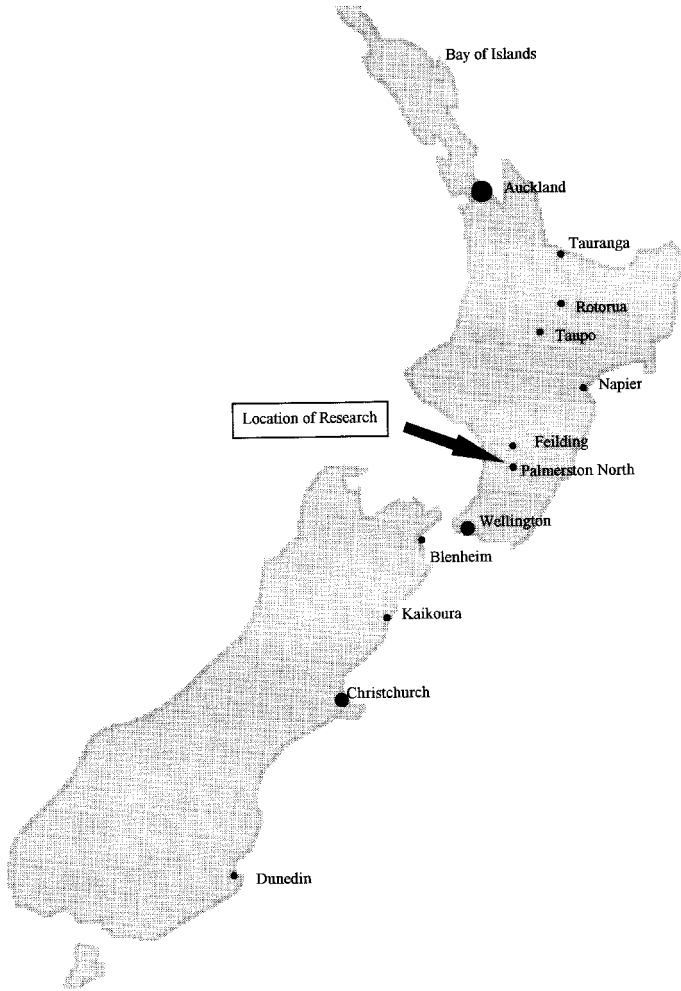 Bay of Islands
Auckland
Tauranga
Rotorua
Taupo
Napier
Location of Research
Feilding
Palmerston North
Wellington
Blenheim
Kaikoura
Christchurch
Dunedin